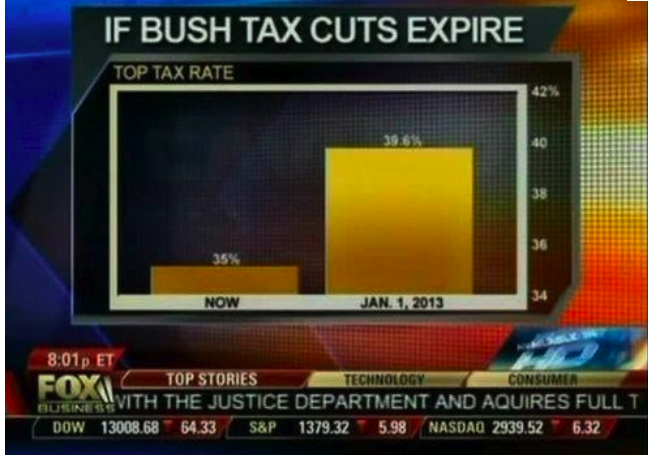 IF BUSH TAX CUTS EXPIRE
TOP TAX RATE
42%
40
38
36
34
39.6%
35%
NOW JAN. 1, 2013
8:01p ET
TOP STORIES TECHNOLOGY CONSUMER
FOX
BUSINESS
WITH THE JUSTICE DEPARTMENT AND AQUIRES FULL T
DOW 13008.68 ▼ 64.33 S&P 1379.32 ▼ 5.98 NASDAQ 2939.52 ▼ 6.32
HD